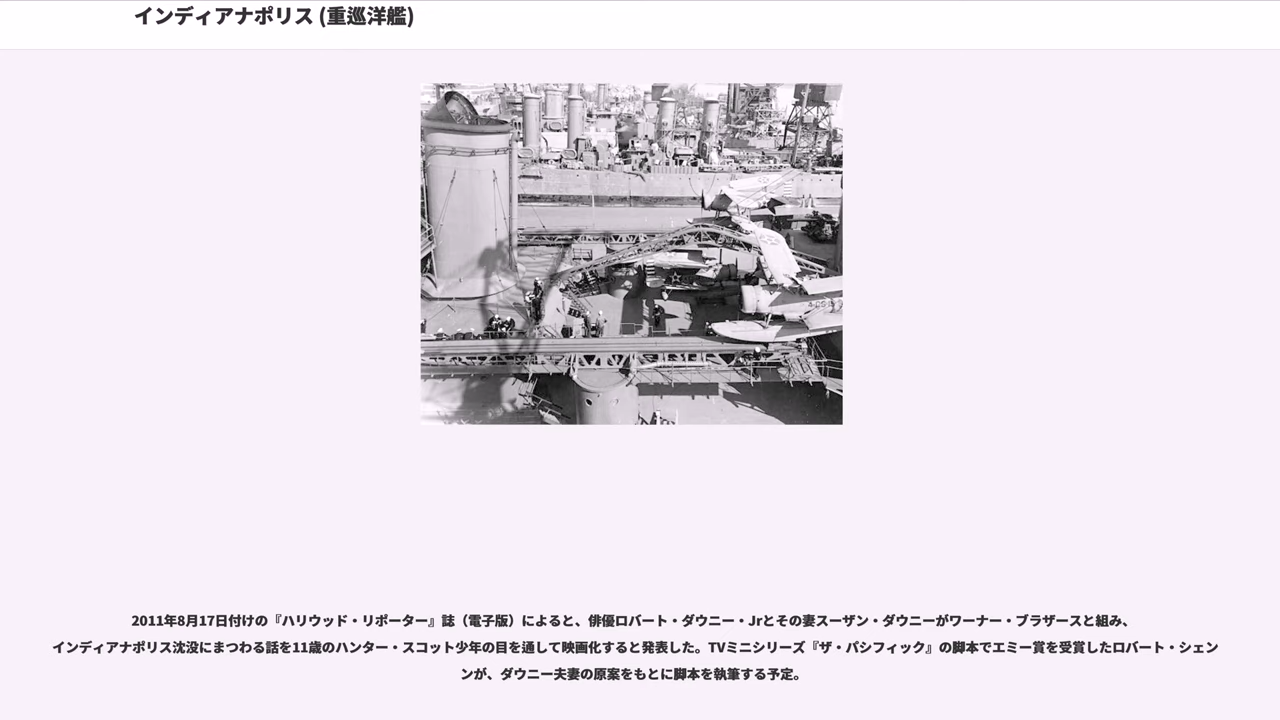 インディアナポリス (重巡洋艦)
2011年8月17日付けの『ハリウッド・リポーター』誌（電子版）によると、俳優ロバート・ダウニー・Jrとその妻スーザン・ダウニーがワーナー・ブラザースと組み、
インディアナポリス沈没にまつわる話を11歳のハンター・スコット少年の目を通して映画化すると発表した。TVミニシリーズ『ザ・パシフィック』の脚本でエミー賞を受賞したロバート・シェン
ンが、ダウニー夫妻の原案をもとに脚本を執筆する予定。